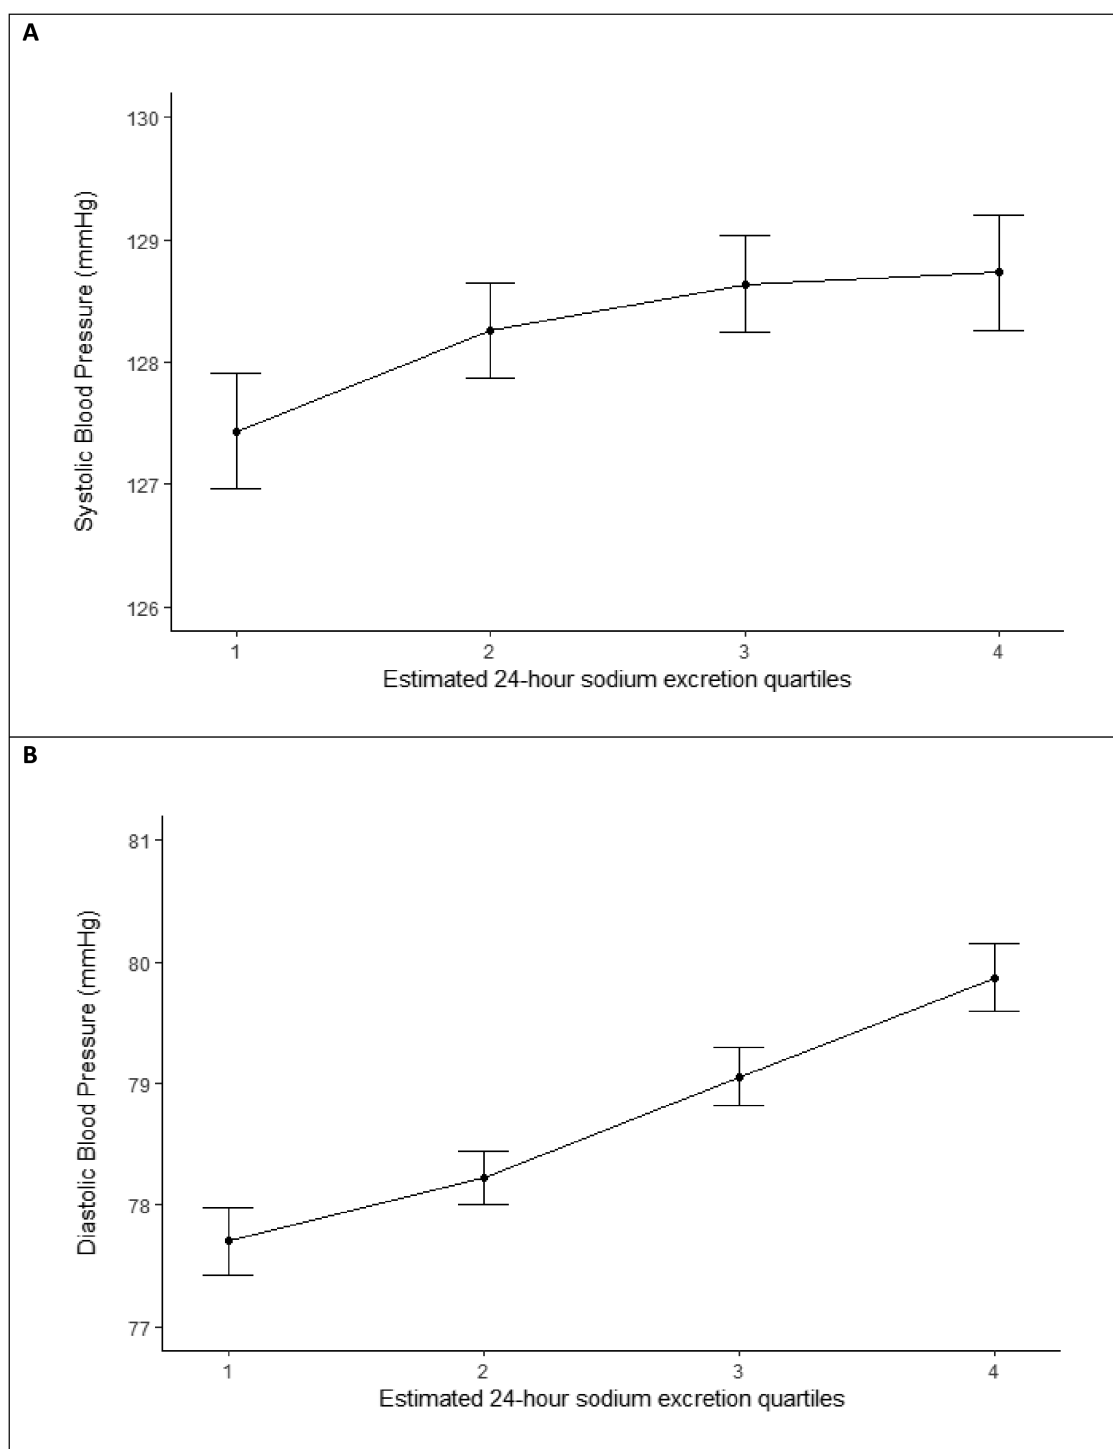 A
Systolic Blood Pressure (mmHg)
130
129
128
127
126
1 2 3 4
Estimated 24-hour sodium excretion quartiles
B
Diastolic Blood Pressure (mmHg)
81
80
79
78
77
1 2 3 4
Estimated 24-hour sodium excretion quartiles